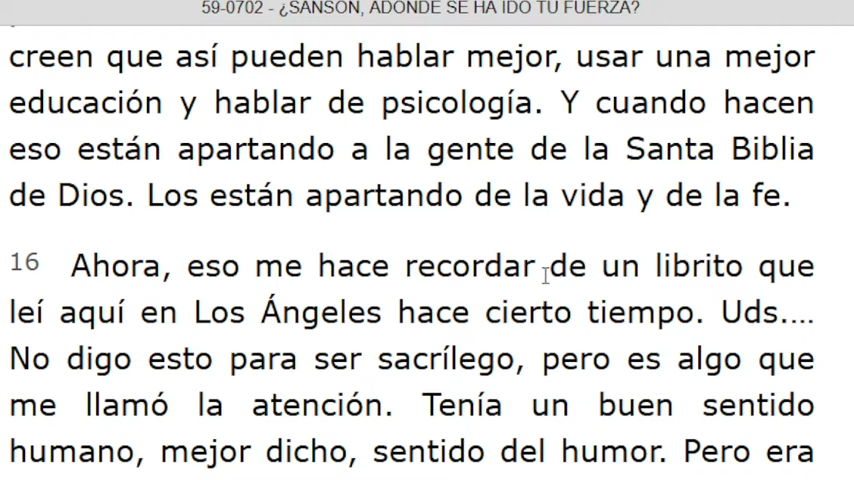 59-0702 - ¿SANSÓN, ADÓNDE SE HA IDO TU FUERZA?
creen que así pueden hablar mejor, usar una mejor
educación y hablar de psicología. Y cuando hacen
eso están apartando a la gente de la Santa Biblia
de Dios. Los están apartando de la vida y de la fe.
16 Ahora, eso me hace recordar de un librito que
leí aquí en Los Ángeles hace cierto tiempo. Uds.…
No digo esto para ser sacrílego, pero es algo que
me llamó la atención. Tenía un buen sentido
humano, mejor dicho, sentido del humor. Pero era